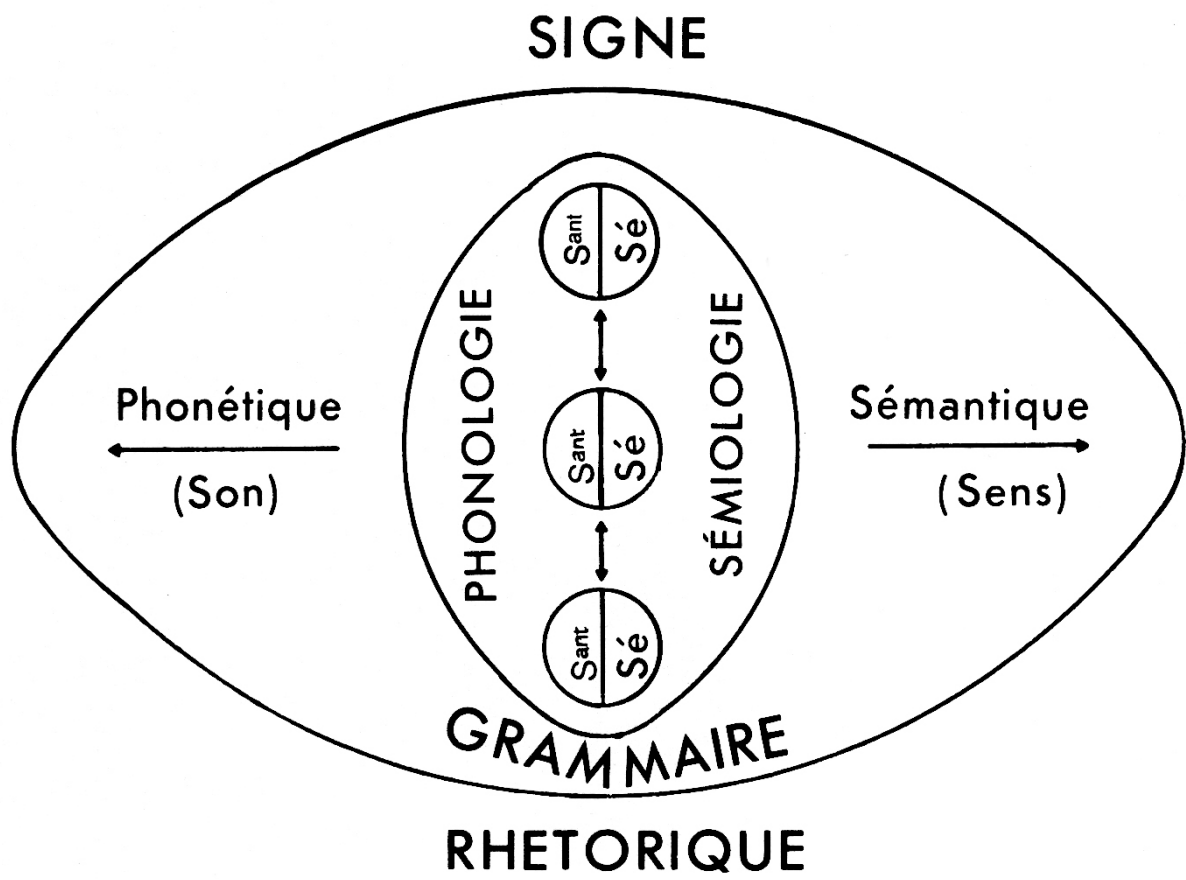 SIGNE
Sant Sé
PHONOLOGIE
SÉMIOLOGIE
Phonétique
(Son)
Sant Sé
Sémantique
(Sens)
Sant Sé
GRAMMAIRE
RHETORIQUE